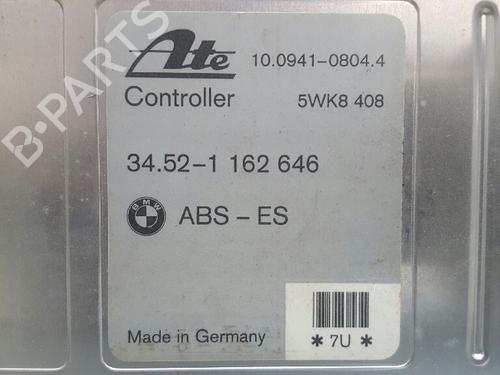 B-PARTS
Ate 10.0941-0804.4
Controller 5WK8 408
34.52-1 162 646
BMW ABS - ES
Made in Germany * 7U *